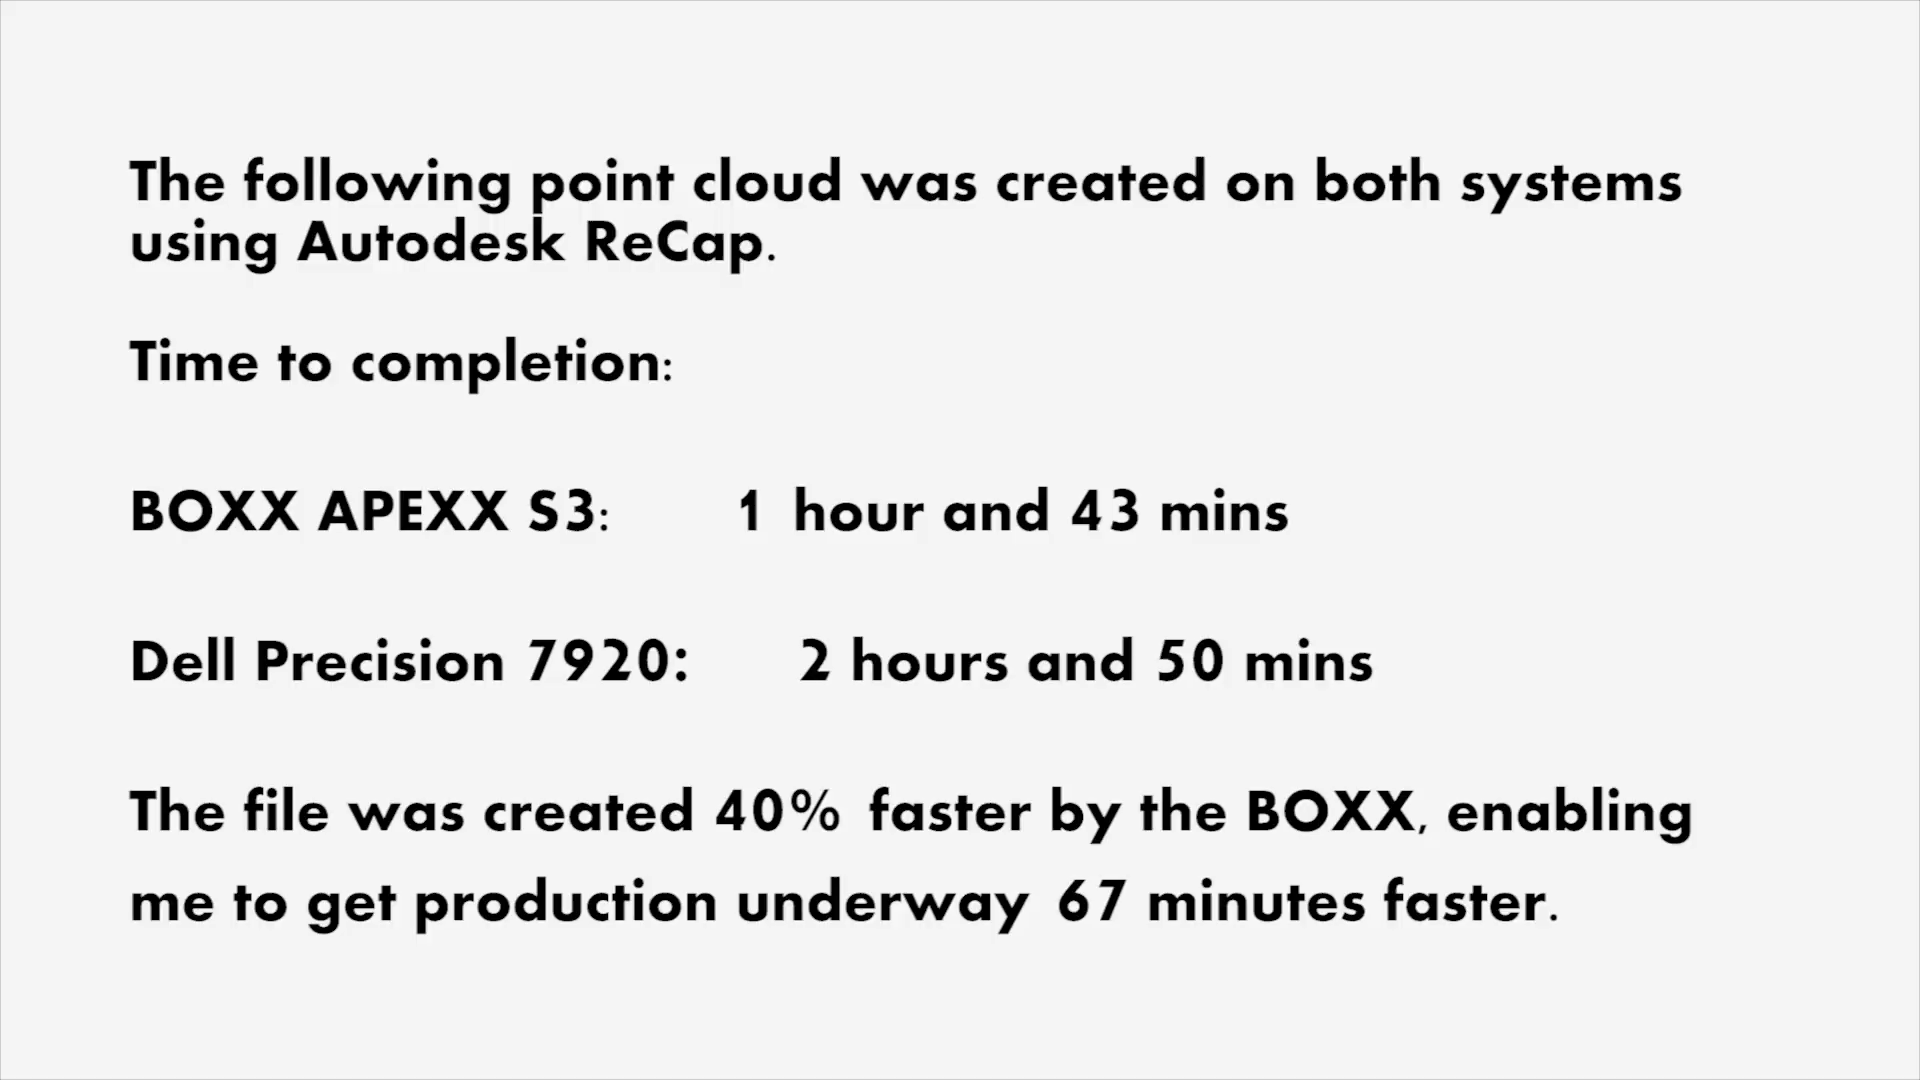 The following point cloud was created on both systems
using Autodesk ReCap.
Time to completion:
BOXX APEXX S3: 1 hour and 43 mins
Dell Precision 7920: 2 hours and 50 mins
The file was created 40% faster by the BOXX, enabling
me to get production underway 67 minutes faster.